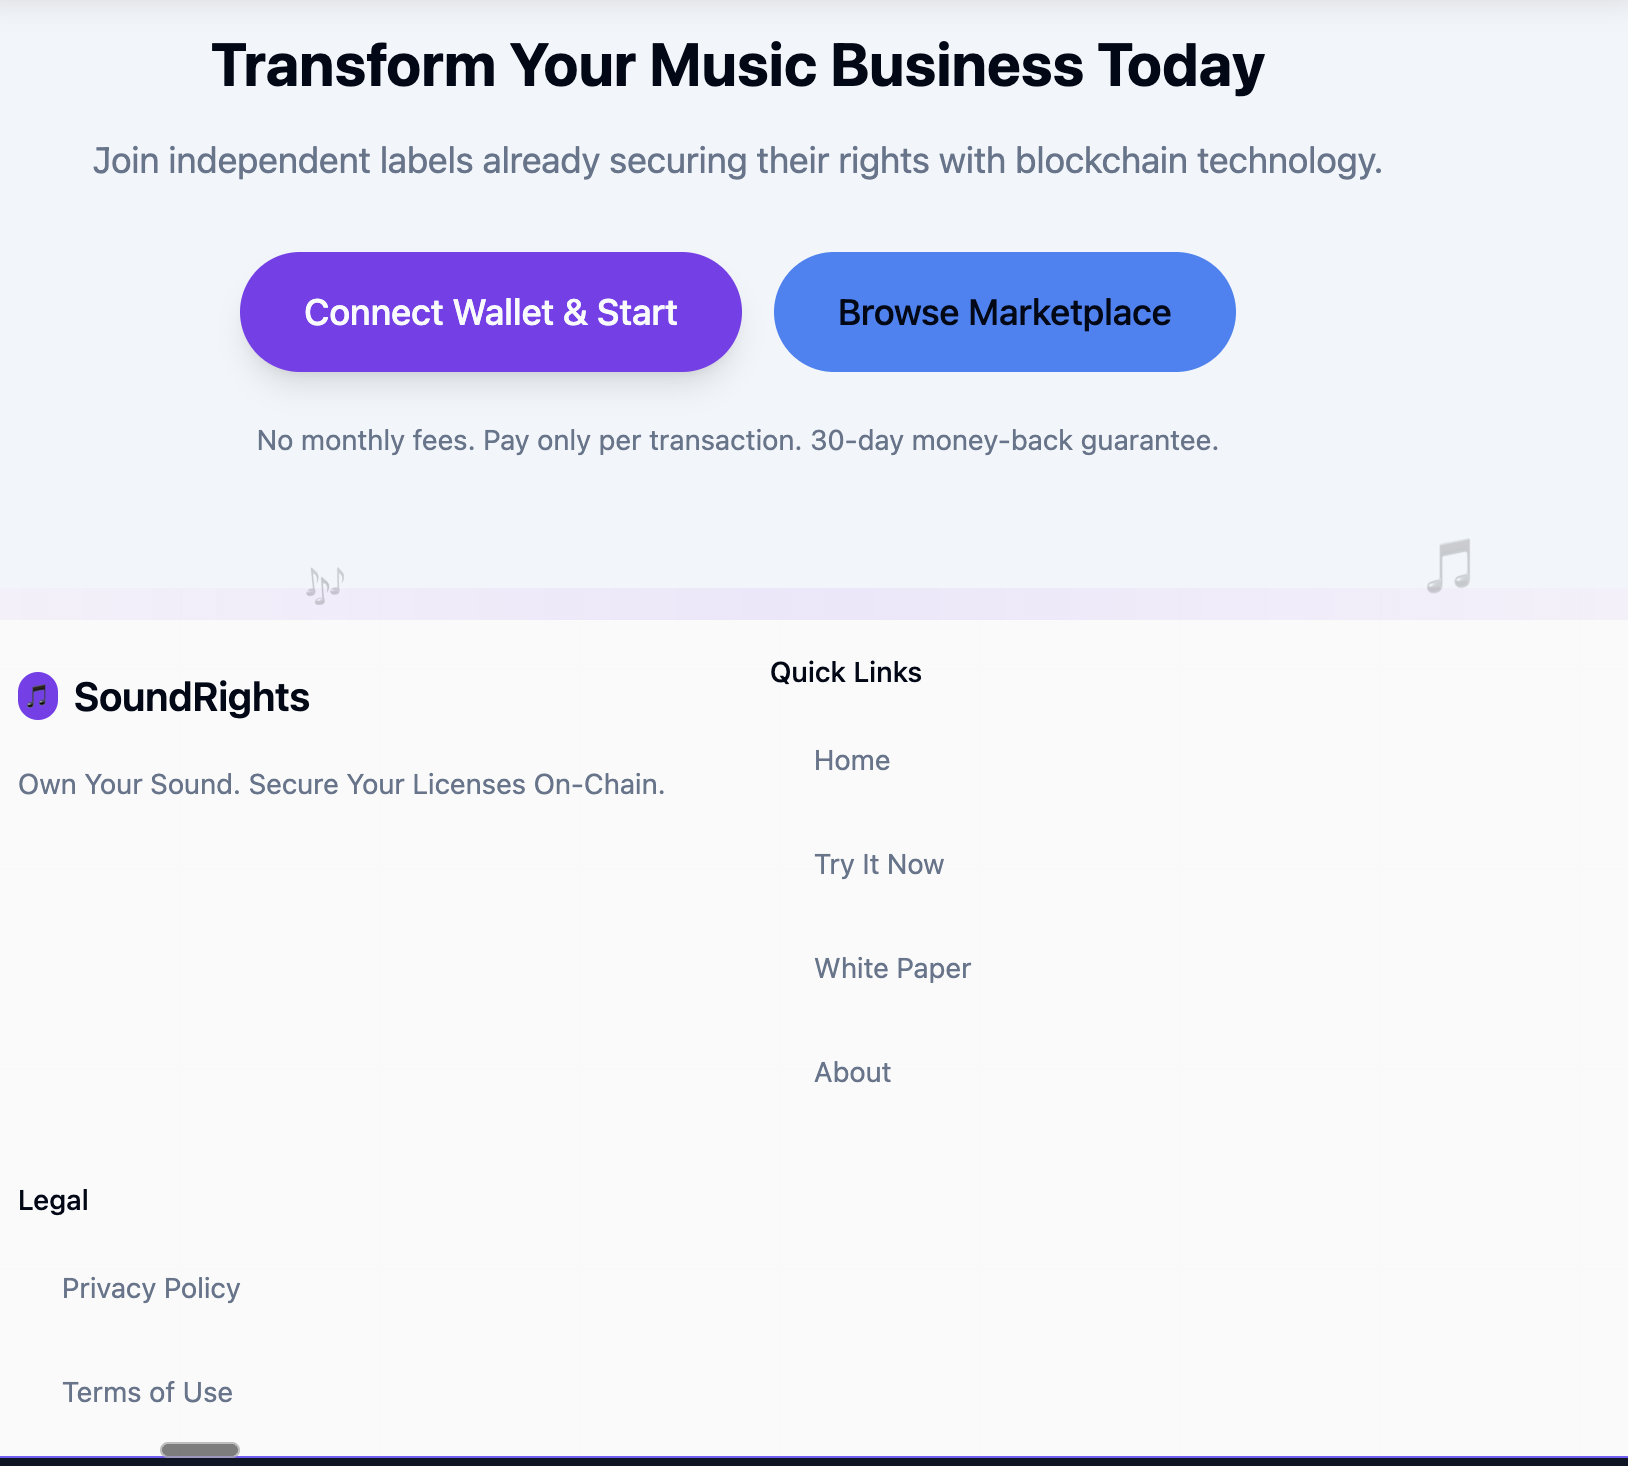 Transform Your Music Business Today
Join independent labels already securing their rights with blockchain technology.
Connect Wallet & Start
Browse Marketplace
No monthly fees. Pay only per transaction. 30-day money-back guarantee.
SoundRights
Own Your Sound. Secure Your Licenses On-Chain.
Quick Links
Home
Try It Now
White Paper
About
Legal
Privacy Policy
Terms of Use